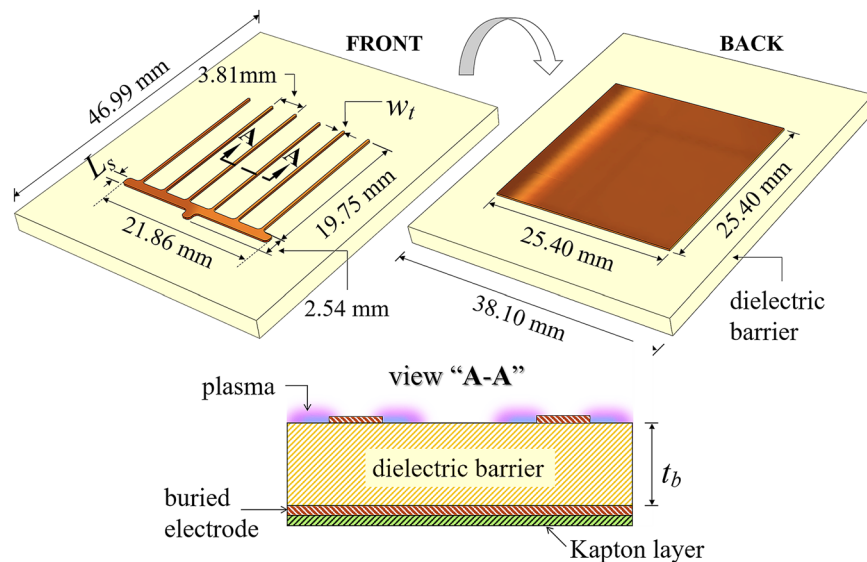 FRONT
BACK
46.99 mm
3.81mm
w_t
A
A
L_s
19.75 mm
21.86 mm
2.54 mm
25.40 mm
25.40 mm
38.10 mm
dielectric
barrier
view “A-A”
plasma
dielectric barrier
t_b
buried
electrode
Kapton layer